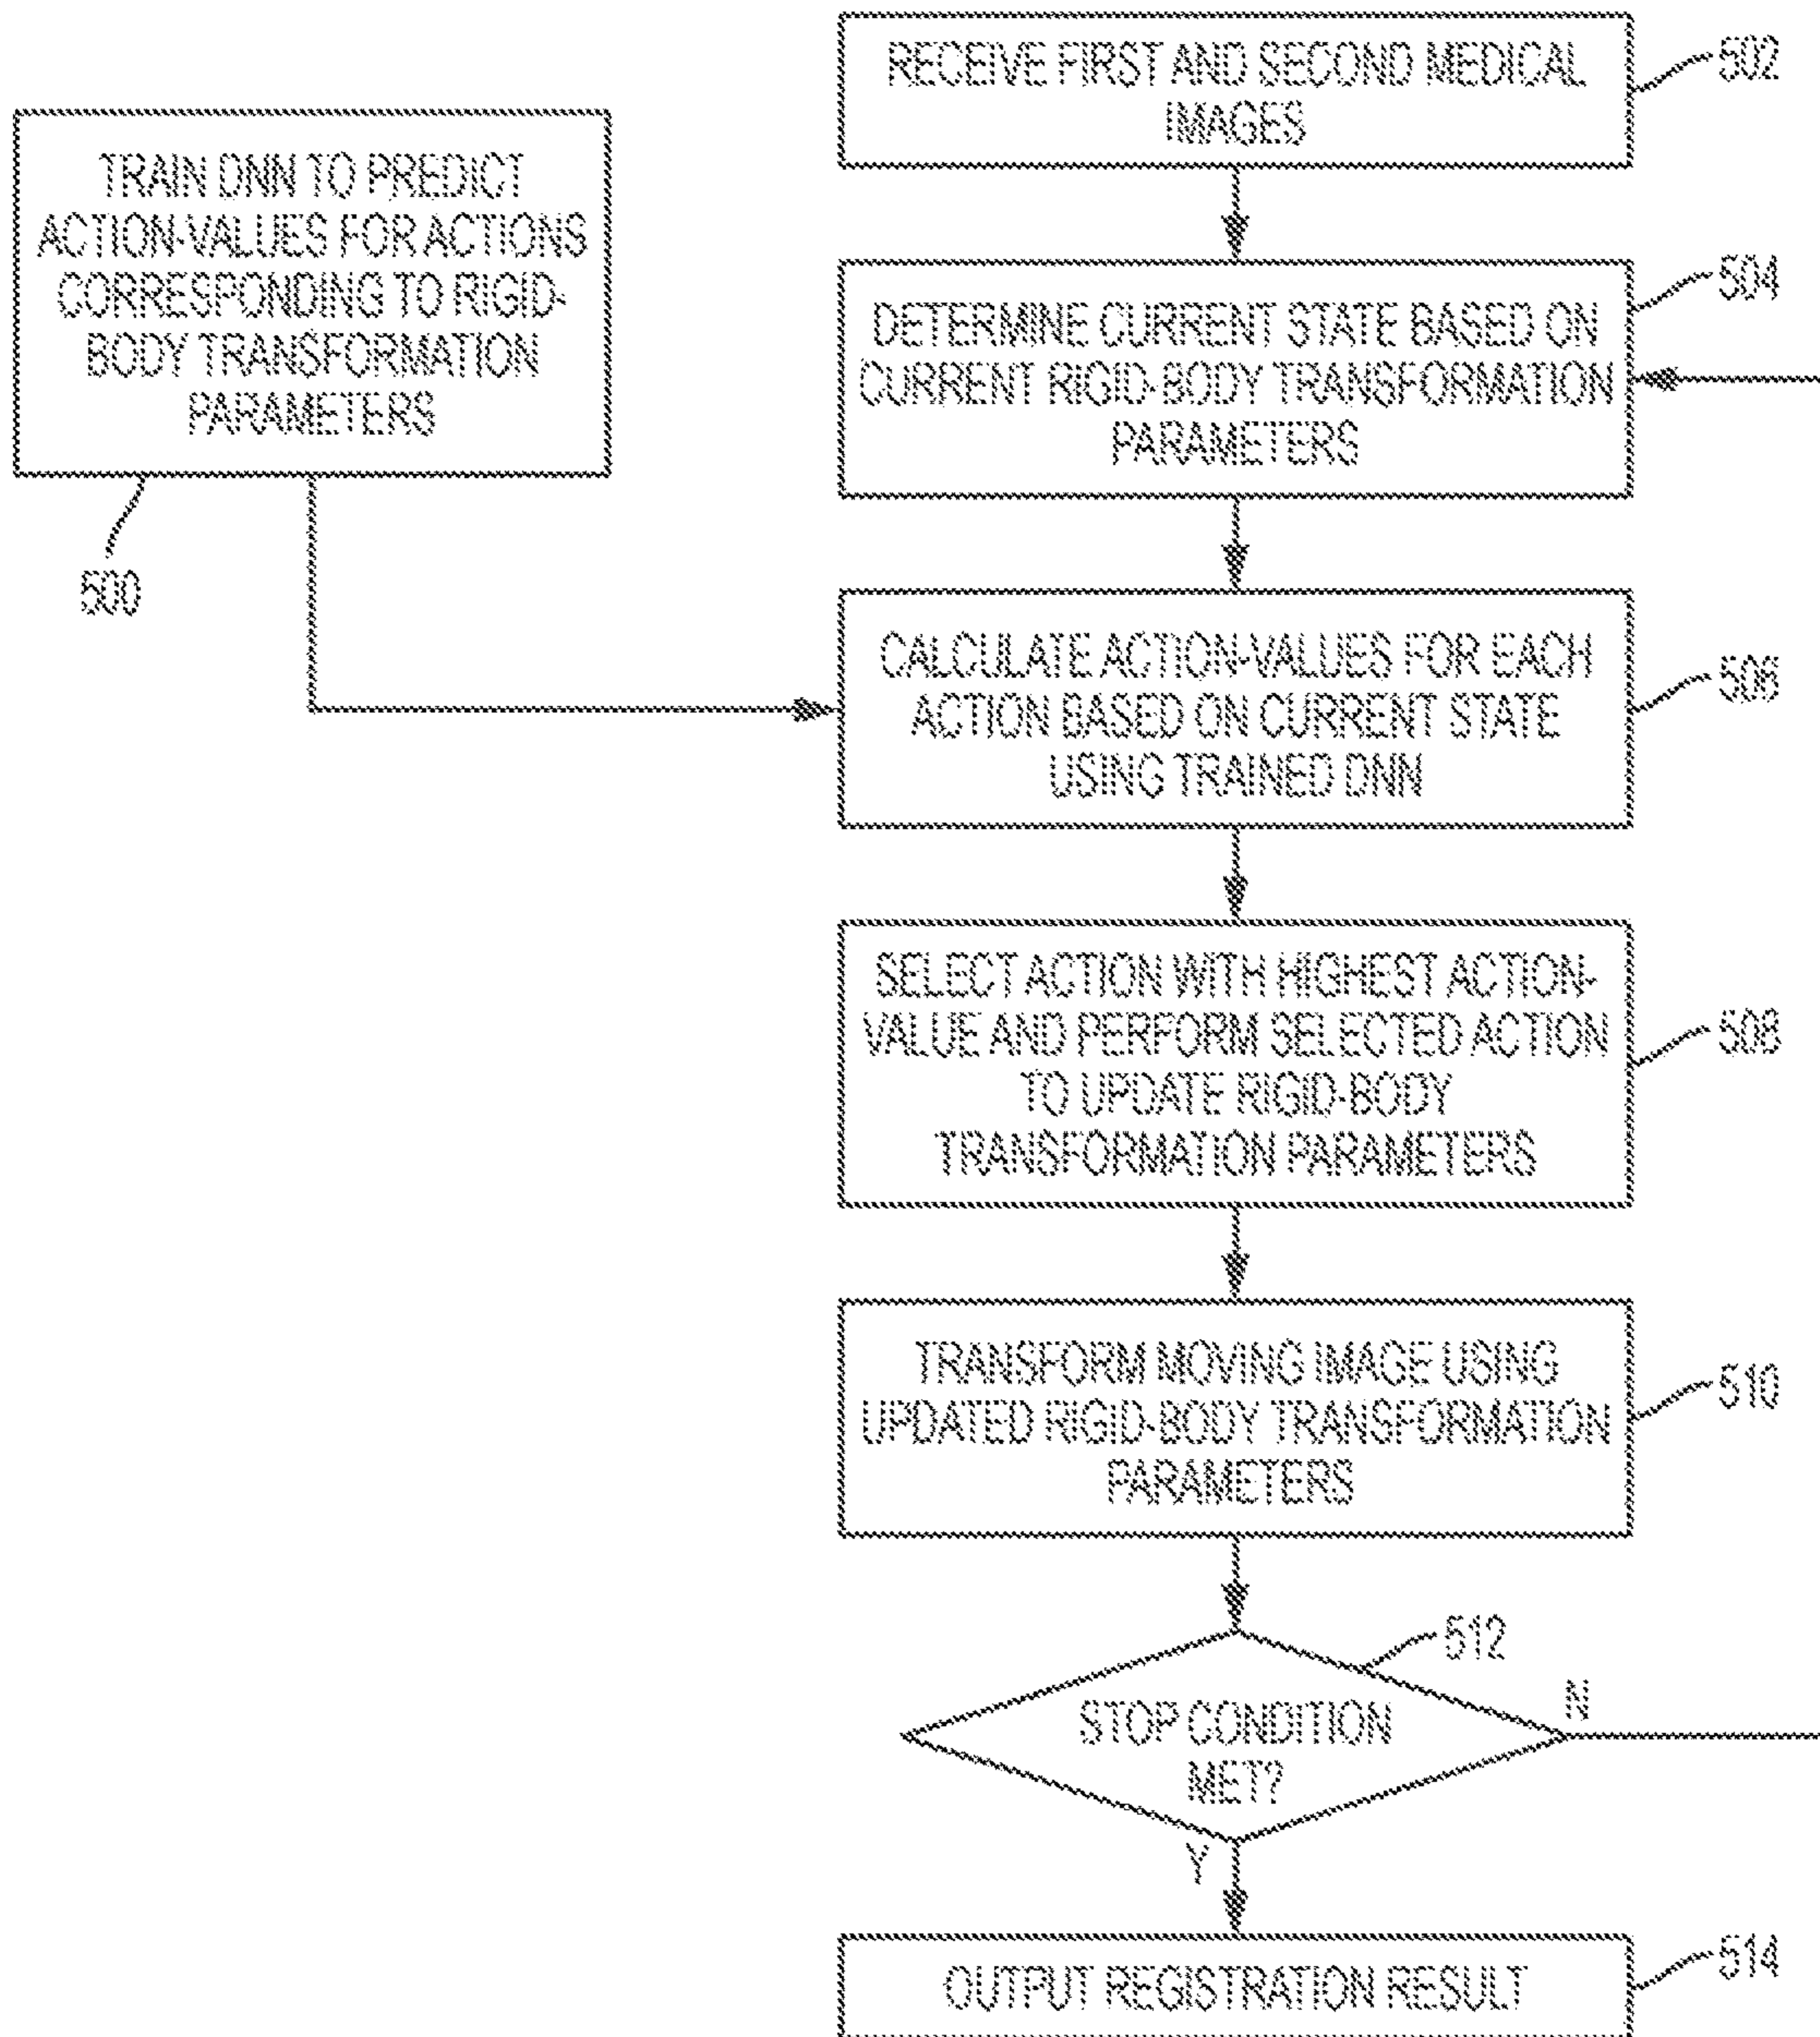 RECEIVE FIRST AND SECOND MEDICAL
IMAGES
502
TRAIN DNN TO PREDICT
ACTION-VALUES FOR ACTIONS
CORRESPONDING TO RIGID-
BODY TRANSFORMATION
PARAMETERS
500
DETERMINE CURRENT STATE BASED ON
CURRENT RIGID-BODY TRANSFORMATION
PARAMETERS
504
CALCULATE ACTION-VALUES FOR EACH
ACTION BASED ON CURRENT STATE
USING TRAINED DNN
506
SELECT ACTION WITH HIGHEST ACTION-
VALUE AND PERFORM SELECTED ACTION
TO UPDATE RIGID-BODY
TRANSFORMATION PARAMETERS
508
TRANSFORM MOVING IMAGE USING
UPDATED RIGID-BODY TRANSFORMATION
PARAMETERS
510
512
STOP CONDITION
MET?
N
Y
OUTPUT REGISTRATION RESULT
514